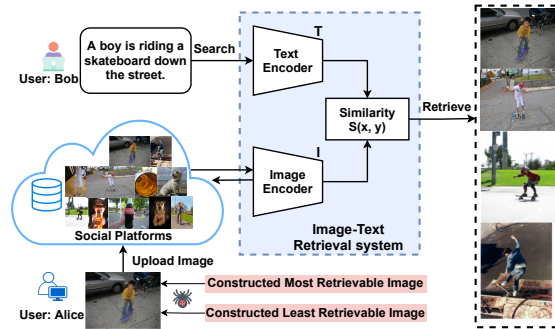 A boy is riding a
skateboard down
the street.
User: Bob
Search
T
Text
Encoder
Similarity
S(x, y)
Retrieve
I
Image
Encoder
Image-Text
Retrieval system
Social Platforms
Upload Image
User: Alice
Constructed Most Retrievable Image
Constructed Least Retrievable Image